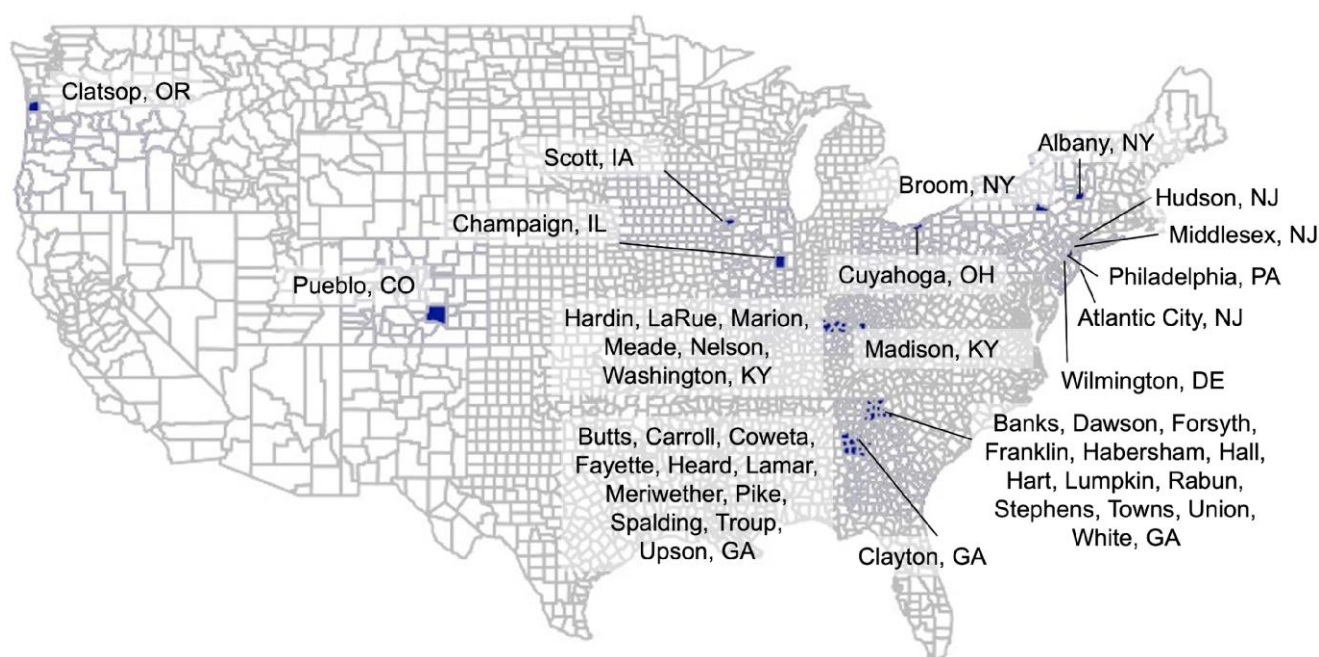 Clatsop, OR
Scott, IA
Albany, NY
Broom, NY
Champaign, IL
Hudson, NJ
Middlesex, NJ
Pueblo, CO
Cuyahoga, OH
Philadelphia, PA
Atlantic City, NJ
Hardin, LaRue, Marion,
Meade, Nelson,
Washington, KY
Madison, KY
Wilmington, DE
Butts, Carroll, Coweta,
Fayette, Heard, Lamar,
Meriwether, Pike,
Spalding, Troup,
Upson, GA
Clayton, GA
Banks, Dawson, Forsyth,
Franklin, Habersham, Hall,
Hart, Lumpkin, Rabun,
Stephens, Towns, Union,
White, GA